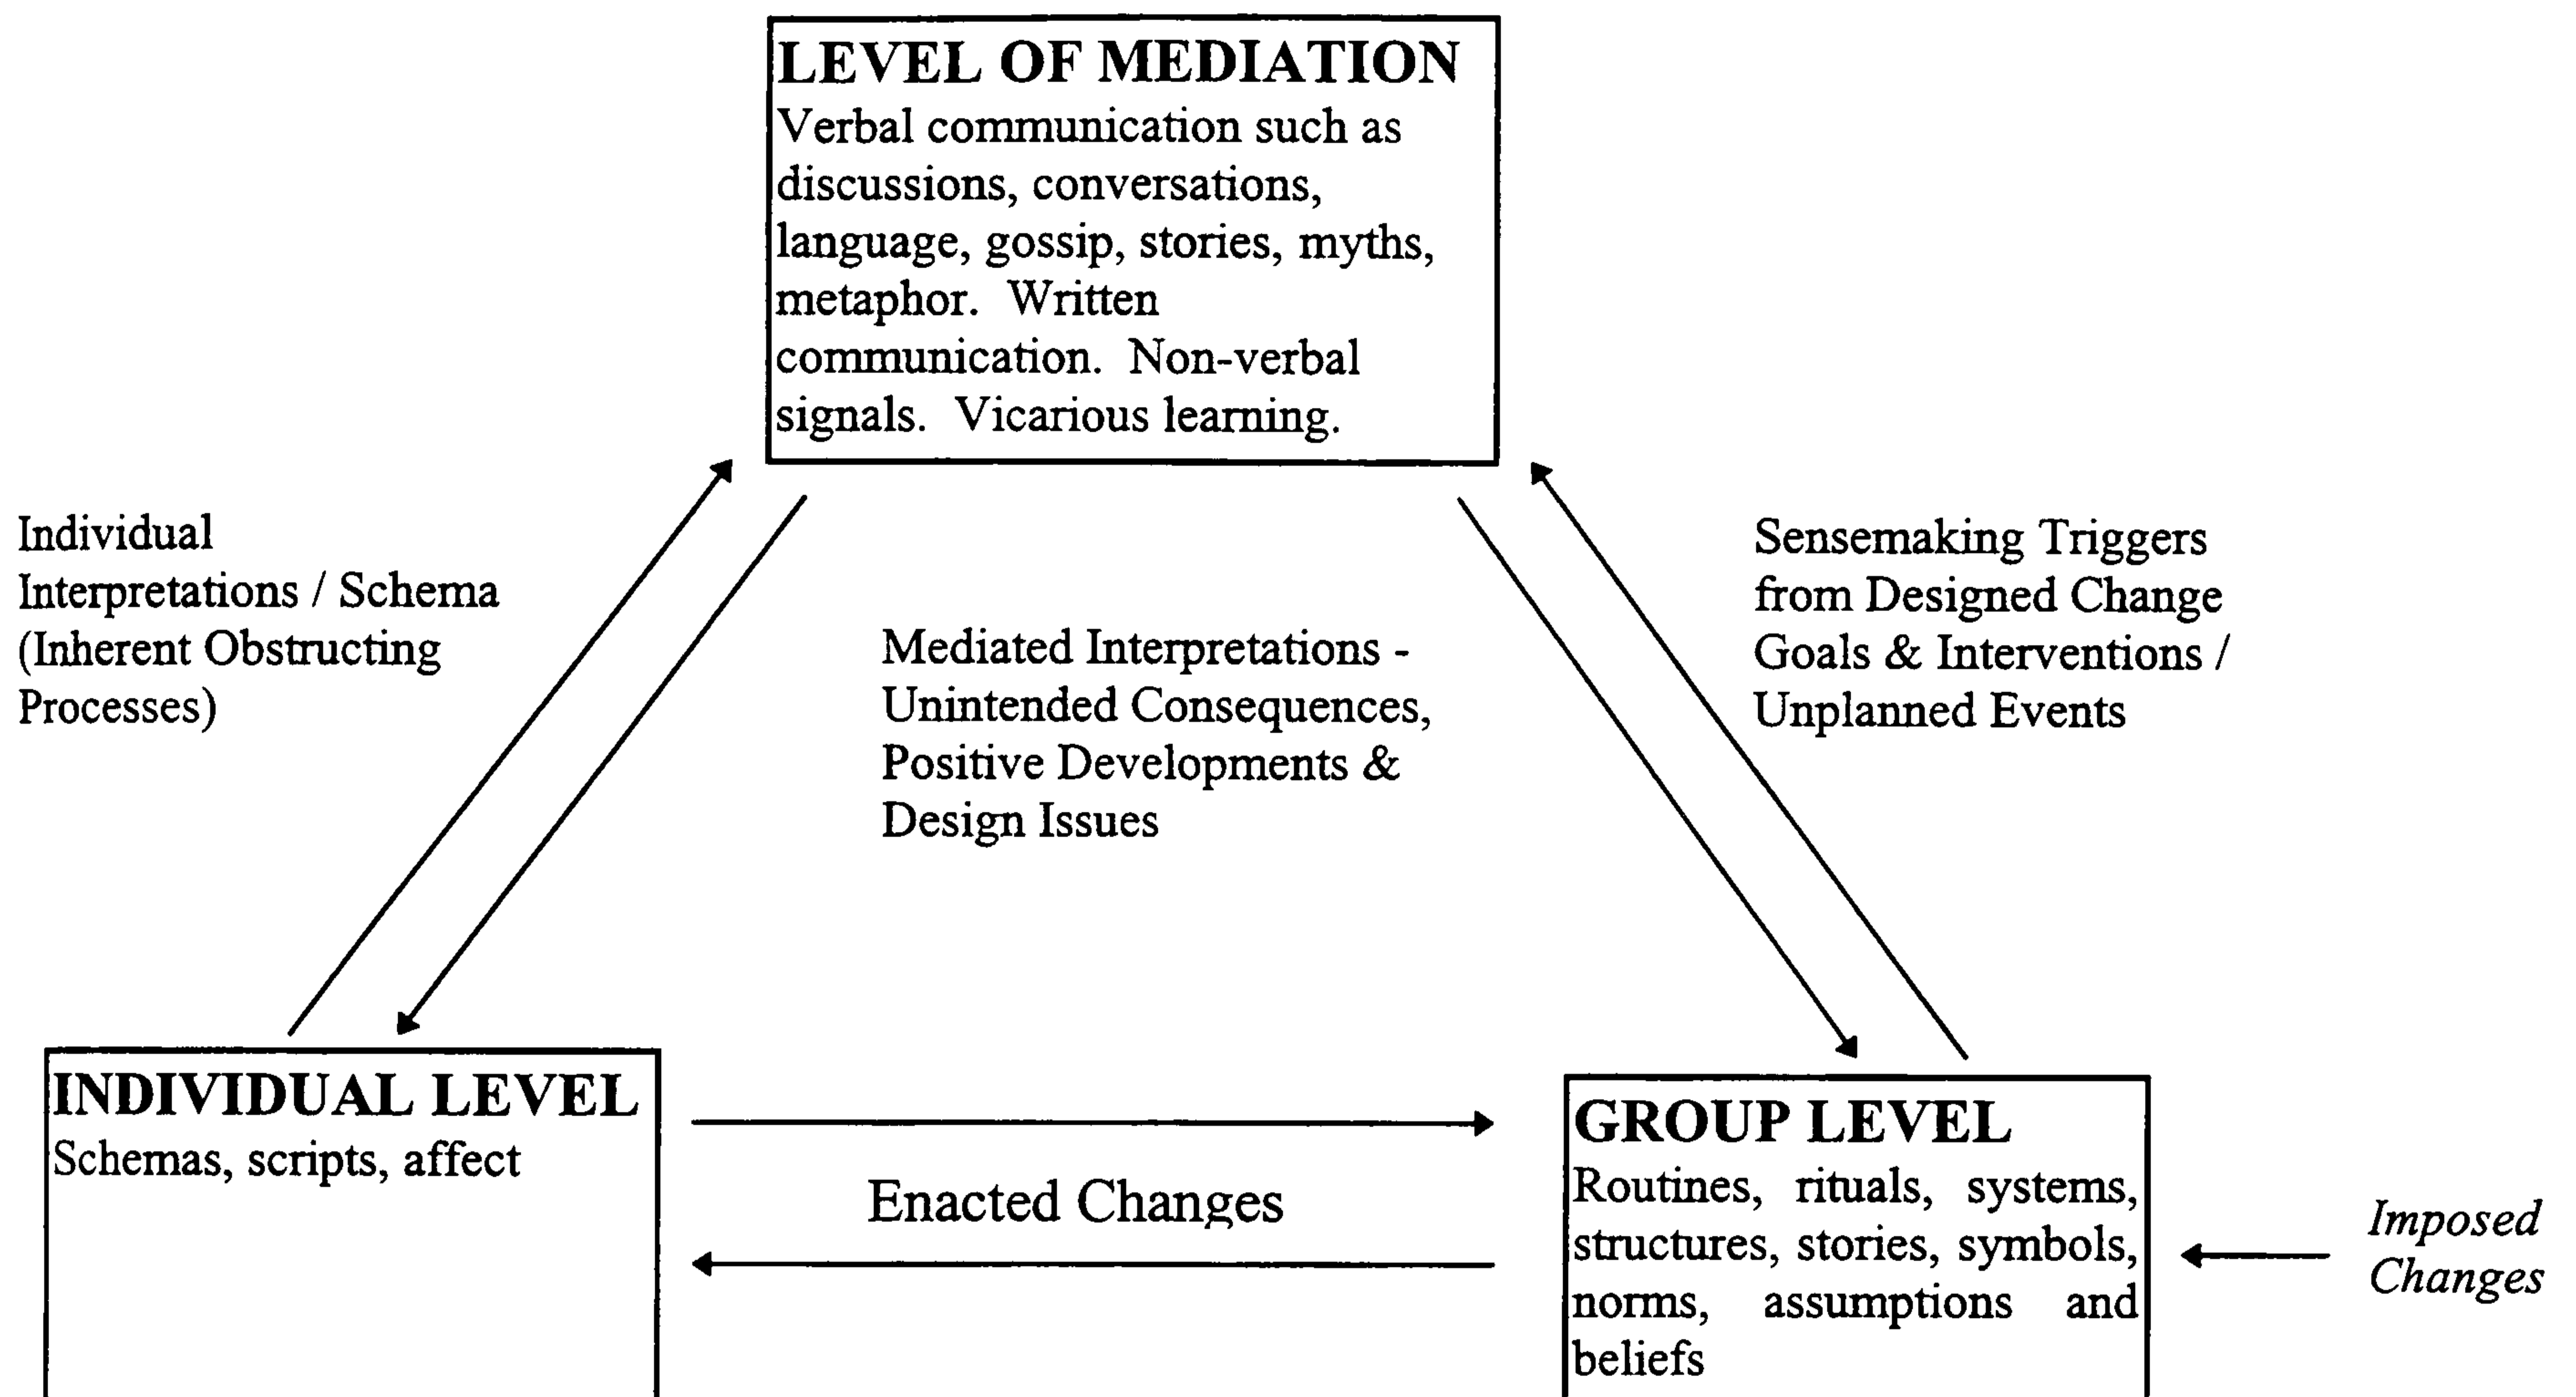 LEVEL OF MEDIATION
Verbal communication such as
discussions, conversations,
language, gossip, stories, myths,
metaphor. Written
communication. Non-verbal
signals. Vicarious learning.
Individual
Interpretations / Schema
(Inherent Obstructing
Processes)
Mediated Interpretations -
Unintended Consequences,
Positive Developments &
Design Issues
Sensemaking Triggers
from Designed Change
Goals & Interventions /
Unplanned Events
INDIVIDUAL LEVEL
Schemas, scripts, affect
Enacted Changes
GROUP LEVEL
Routines, rituals, systems,
structures, stories, symbols,
norms, assumptions and
beliefs
Imposed
Changes